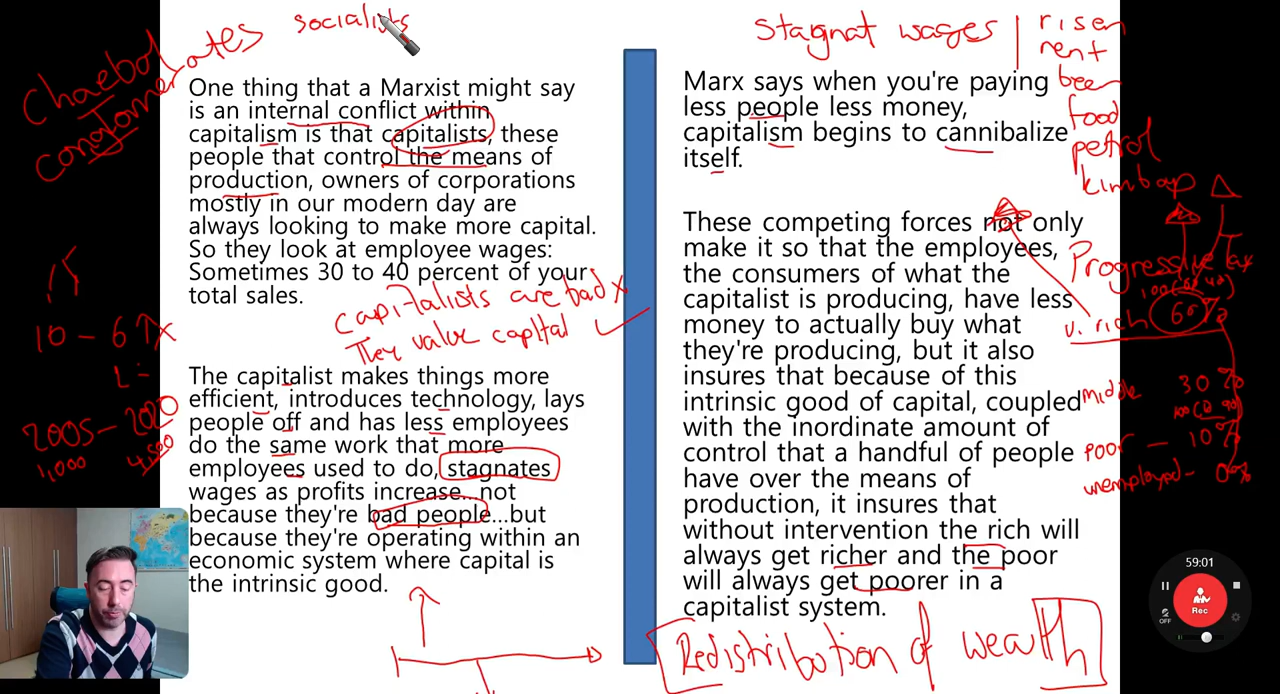 socialists
Chaebol
conglomerates
One thing that a Marxist might say
is an internal conflict within
capitalism is that capitalists, these
people that control the means of
production, owners of corporations
mostly in our modern day are
always looking to make more capital.
So they look at employee wages:
Sometimes 30 to 40 percent of your
total sales.
capitalists are bad x
They value capital ✓
10 - 6
2005 - 2020
1,000 4,500
The capitalist makes things more
efficient, introduces technology, lays
people off and has less employees
do the same work that more
employees used to do, stagnates
wages as profits increase...not
because they're bad people...but
because they're operating within an
economic system where capital is
the intrinsic good.
Stagnat wages
risen
rent
beer
food
petrol
kimbap
Marx says when you're paying
less people less money,
capitalism begins to cannibalize
itself.
These competing forces not only
make it so that the employees,
the consumers of what the
capitalist is producing, have less
money to actually buy what
they're producing, but it also
insures that because of this
intrinsic good of capital, coupled
with the inordinate amount of
control that a handful of people
have over the means of
production, it insures that
without intervention the rich will
always get richer and the poor
will always get poorer in a
capitalist system.
Progressive tax
v. rich 60%
middle 30%
poor - 10%
unemployed - 0%
Redistribution of wealth
59:01
Rec
OFF